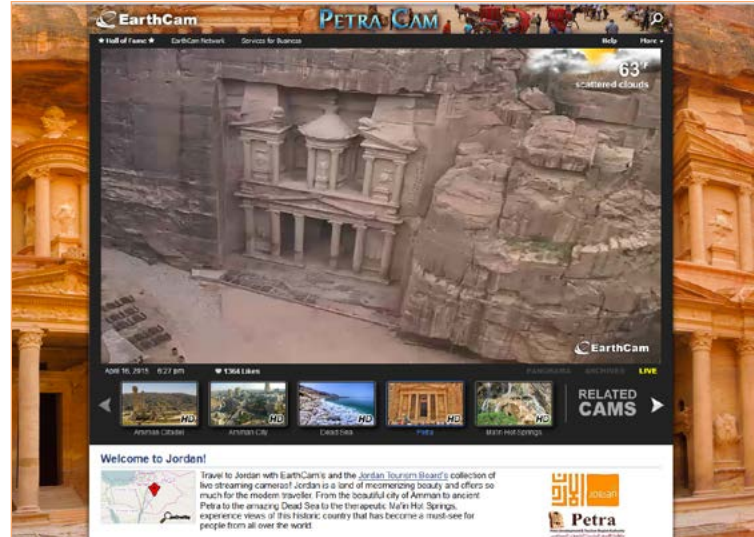 EarthCam
PETRA CAM
★ Hall of Fame ★ EarthCam Network Services for Business Help More
63°F
scattered clouds
EarthCam
April 16, 2015 6:27 pm ♥ 1364 Likes PANORAMA ARCHIVES LIVE
HD HD HD HD
RELATED
CAMS
Amman Citadel Amman City Dead Sea Petra Ma'in Hot Springs
Welcome to Jordan!
Travel to Jordan with EarthCam's and the Jordan Tourism Board's collection of
live streaming cameras! Jordan is a land of mesmerizing beauty and offers so
much for the modern traveller. From the beautiful city of Amman to ancient
Petra to the amazing Dead Sea to the therapeutic Ma'in Hot Springs,
experience views of this historic country that has become a must-see for
people from all over the world.
الأردن
JORDAN
Petra